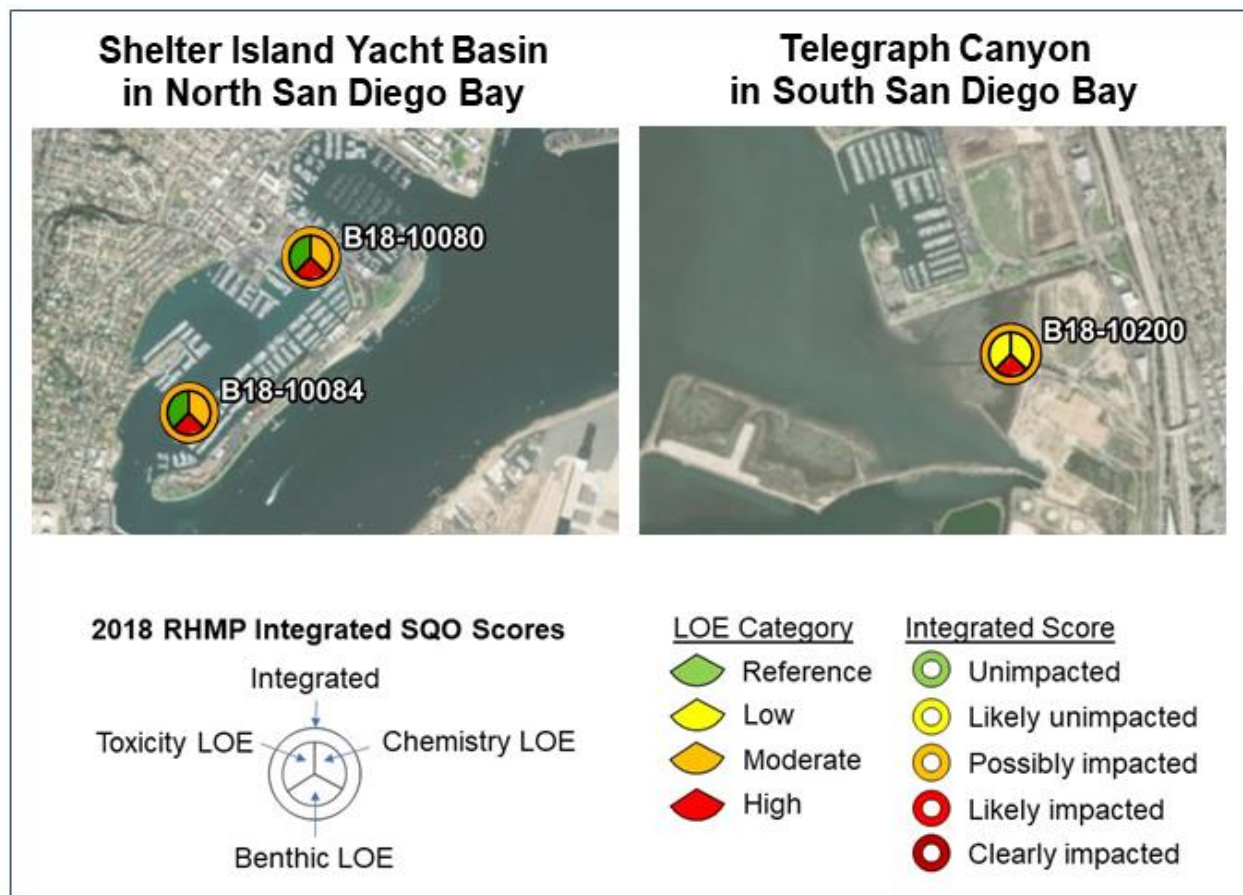 Shelter Island Yacht Basin
in North San Diego Bay
Telegraph Canyon
in South San Diego Bay
B18-10080
B18-10084
B18-10200
2018 RHMP Integrated SQO Scores
Integrated
Toxicity LOE
Chemistry LOE
Benthic LOE
LOE Category
Reference
Low
Moderate
High
Integrated Score
Unimpacted
Likely unimpacted
Possibly impacted
Likely impacted
Clearly impacted